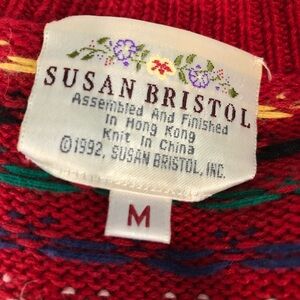 SUSAN BRISTOL
Assembled And Finished
In Hong Kong
Knit in China
©1992, SUSAN BRISTOL, INC.
M